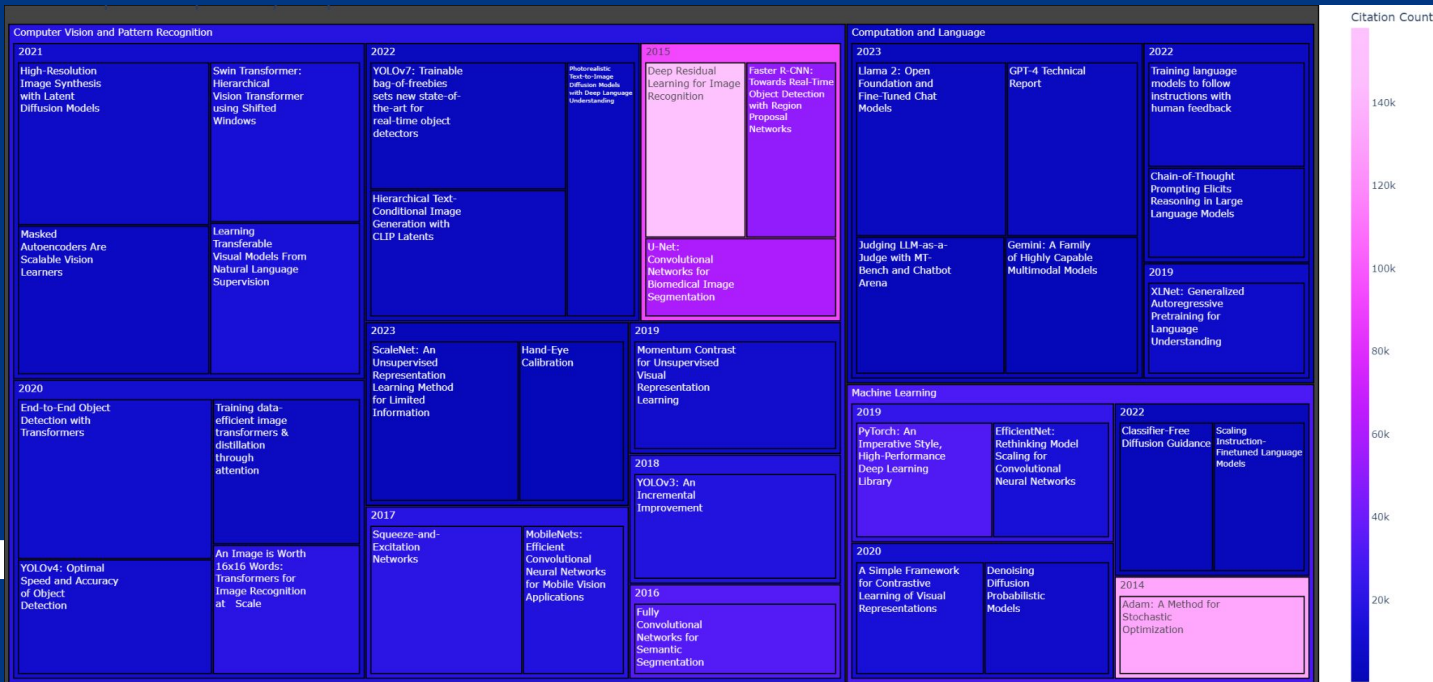 Computer Vision and Pattern Recognition
2021
High-Resolution
Image Synthesis
with Latent
Diffusion Models
Swin Transformer:
Hierarchical
Vision Transformer
using Shifted
Windows
Masked
Autoencoders Are
Scalable Vision
Learners
Learning
Transferable
Visual Models From
Natural Language
Supervision
2020
End-to-End Object
Detection with
Transformers
Training data-
efficient image
transformers &
distillation
through
attention
YOLOv4: Optimal
Speed and Accuracy
of Object
Detection
An Image is Worth
16x16 Words:
Transformers for
Image Recognition
at Scale
2022
YOLOv7: Trainable
bag-of-freebies
sets new state-of-
the-art for
real-time object
detectors
Photorealistic
Text-to-Image
Diffusion Models
with Deep Language
Understanding
Hierarchical Text-
Conditional Image
Generation with
CLIP Latents
2015
Deep Residual
Learning for Image
Recognition
Faster R-CNN:
Towards Real-Time
Object Detection
with Region
Proposal
Networks
U-Net:
Convolutional
Networks for
Biomedical Image
Segmentation
2023
ScaleNet: An
Unsupervised
Representation
Learning Method
for Limited
Information
Hand-Eye
Calibration
2019
Momentum Contrast
for Unsupervised
Visual
Representation
Learning
2018
YOLOv3: An
Incremental
Improvement
2017
Squeeze-and-
Excitation
Networks
MobileNets:
Efficient
Convolutional
Neural Networks
for Mobile Vision
Applications
2016
Fully
Convolutional
Networks for
Semantic
Segmentation
Computation and Language
2023
Llama 2: Open
Foundation and
Fine-Tuned Chat
Models
GPT-4 Technical
Report
Judging LLM-as-a-
Judge with MT-
Bench and Chatbot
Arena
Gemini: A Family
of Highly Capable
Multimodal Models
2022
Training language
models to follow
instructions with
human feedback
Chain-of-Thought
Prompting Elicits
Reasoning in Large
Language Models
2019
XLNet: Generalized
Autoregressive
Pretraining for
Language
Understanding
Machine Learning
2019
PyTorch: An
Imperative Style,
High-Performance
Deep Learning
Library
EfficientNet:
Rethinking Model
Scaling for
Convolutional
Neural Networks
2022
Classifier-Free
Diffusion Guidance
Scaling
Instruction-
Finetuned Language
Models
2020
A Simple Framework
for Contrastive
Learning of Visual
Representations
Denoising
Diffusion
Probabilistic
Models
2014
Adam: A Method for
Stochastic
Optimization
Citation Count
140k
120k
100k
80k
60k
40k
20k